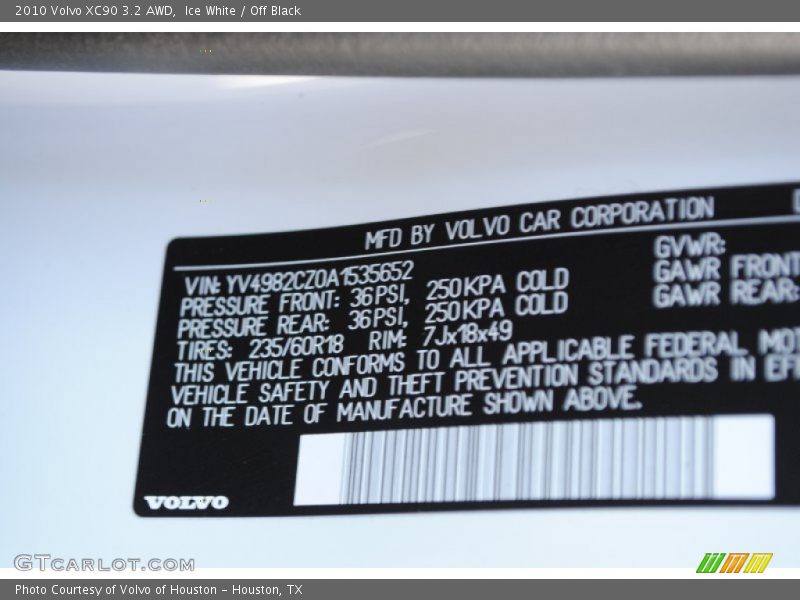 2010 Volvo XC90 3.2 AWD, Ice White / Off Black
MFD BY VOLVO CAR CORPORATION
VIN: YV4982CZ0A1535652
PRESSURE FRONT: 36PSI, 250KPA COLD
PRESSURE REAR: 36PSI, 250KPA COLD
TIRES: 235/60R18 RIM: 7Jx18x49
GVWR:
GAWR FRONT
GAWR REAR:
THIS VEHICLE CONFORMS TO ALL APPLICABLE FEDERAL
VEHICLE SAFETY AND THEFT PREVENTION STANDARDS IN
ON THE DATE OF MANUFACTURE SHOWN ABOVE.
VOLVO
GTCARLOT.COM
Photo Courtesy of Volvo of Houston - Houston, TX